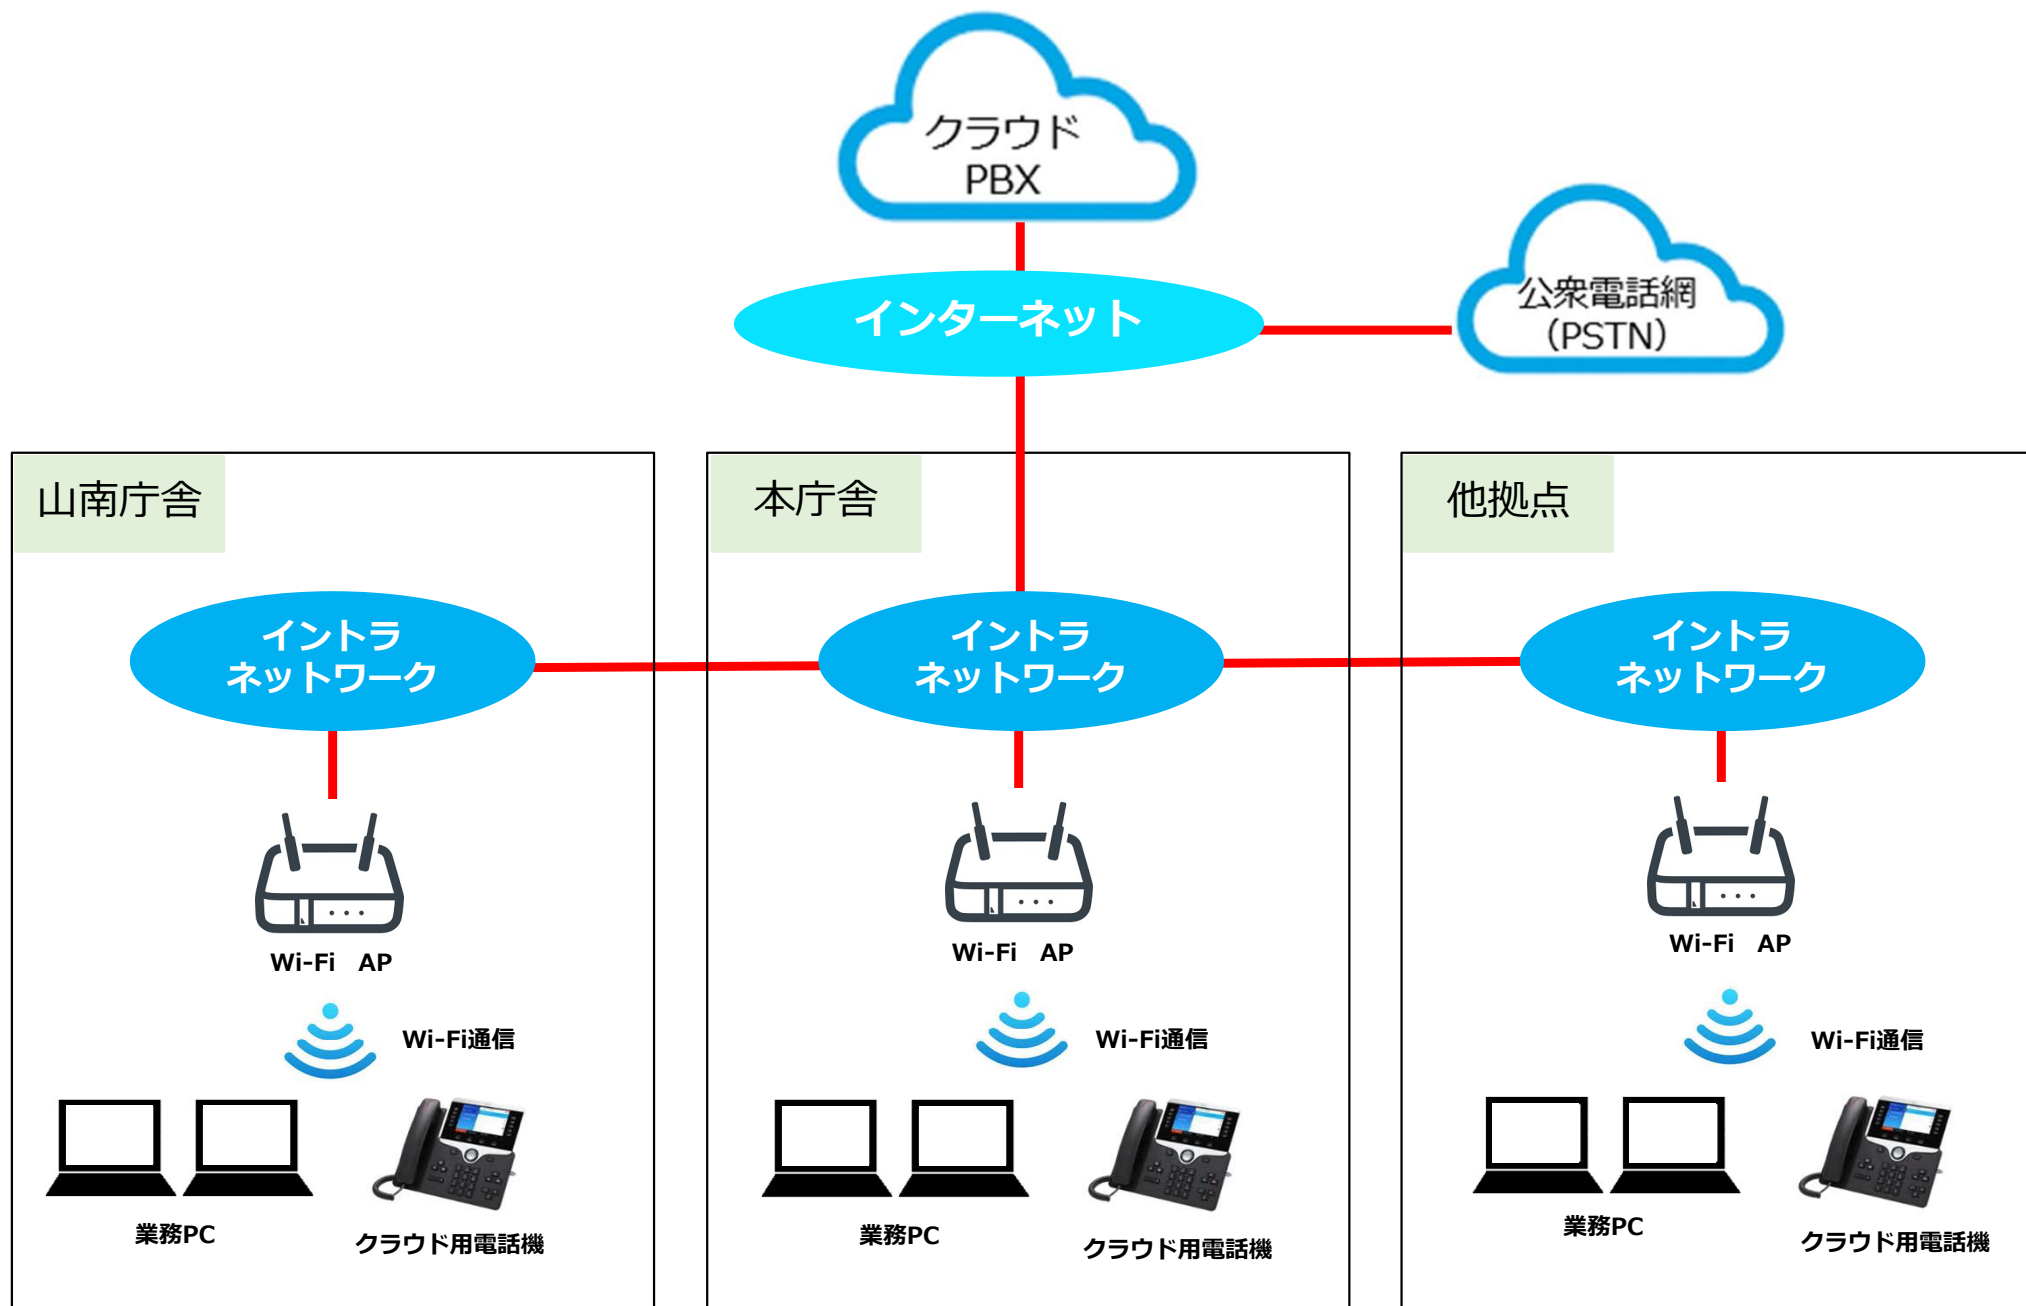 クラウド
PBX
インターネット
公衆電話網
（PSTN）
山南庁舎
本庁舎
他拠点
イントラ
ネットワーク
イントラ
ネットワーク
イントラ
ネットワーク
Wi-Fi　AP
Wi-Fi　AP
Wi-Fi　AP
Wi-Fi通信
Wi-Fi通信
Wi-Fi通信
業務PC
クラウド用電話機
業務PC
クラウド用電話機
業務PC
クラウド用電話機